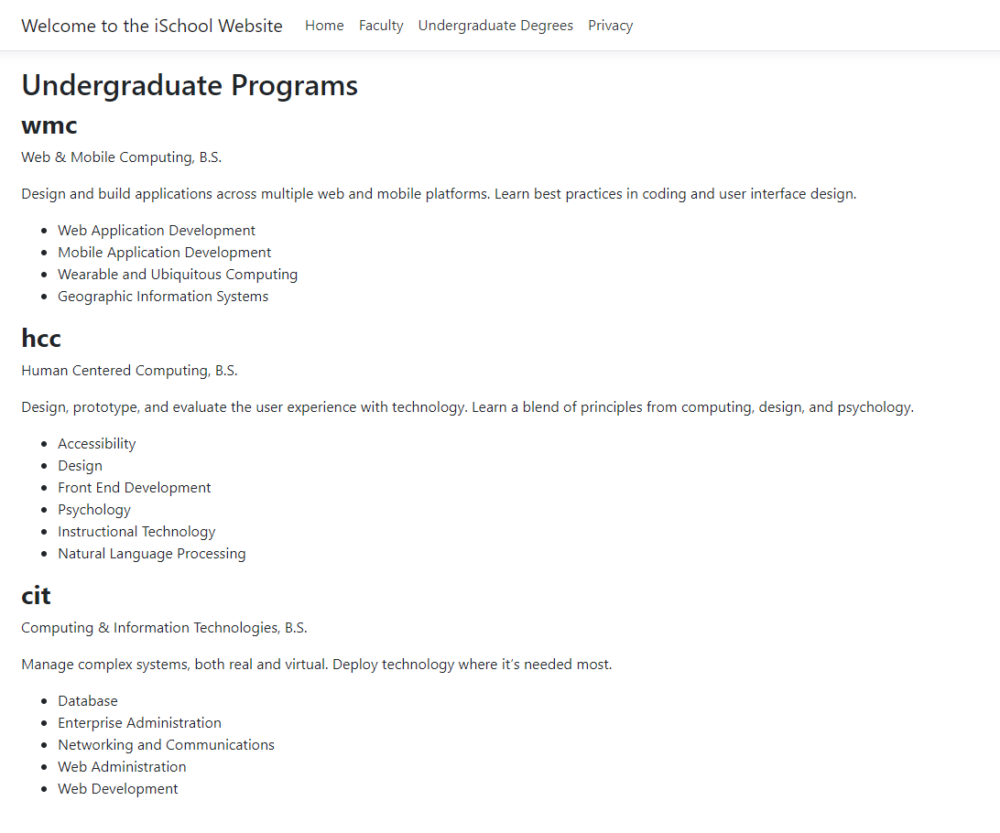 Welcome to the iSchool Website Home Faculty Undergraduate Degrees Privacy
Undergraduate Programs
wmc
Web & Mobile Computing, B.S.
Design and build applications across multiple web and mobile platforms. Learn best practices in coding and user interface design.
Web Application Development
Mobile Application Development
Wearable and Ubiquitous Computing
Geographic Information Systems
hcc
Human Centered Computing, B.S.
Design, prototype, and evaluate the user experience with technology. Learn a blend of principles from computing, design, and psychology.
Accessibility
Design
Front End Development
Psychology
Instructional Technology
Natural Language Processing
cit
Computing & Information Technologies, B.S.
Manage complex systems, both real and virtual. Deploy technology where it’s needed most.
Database
Enterprise Administration
Networking and Communications
Web Administration
Web Development